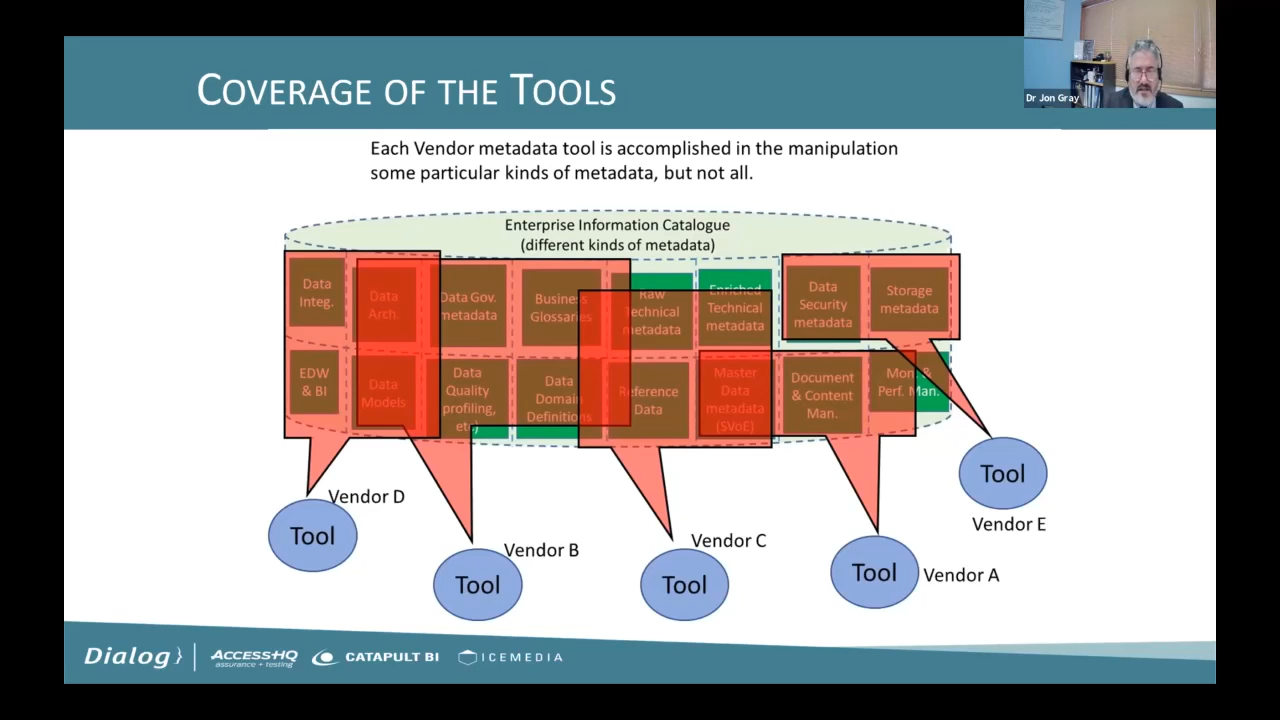 COVERAGE OF THE TOOLS
Dr Jon Gray
Each Vendor metadata tool is accomplished in the manipulation
some particular kinds of metadata, but not all.
Enterprise Information Catalogue
(different kinds of metadata)
Data
Integ.
Data
Arch.
Data Gov.
metadata
Business
Glossaries
Raw
Technical
metadata
Enriched
Technical
metadata
Data
Security
metadata
Storage
metadata
EDW
& BI
Data
Models
Data
Quality
profiling,
etc)
Data
Domain
Definitions
Reference
Data
Master
Data
metadata
(SVoE)
Document
& Content
Man.
Mon. &
Perf. Man.
Tool
Vendor D
Tool
Vendor B
Tool
Vendor C
Tool
Vendor A
Tool
Vendor E
Dialog}
ACCESSHQ
assurance + testing
CATAPULT BI
ICEMEDIA